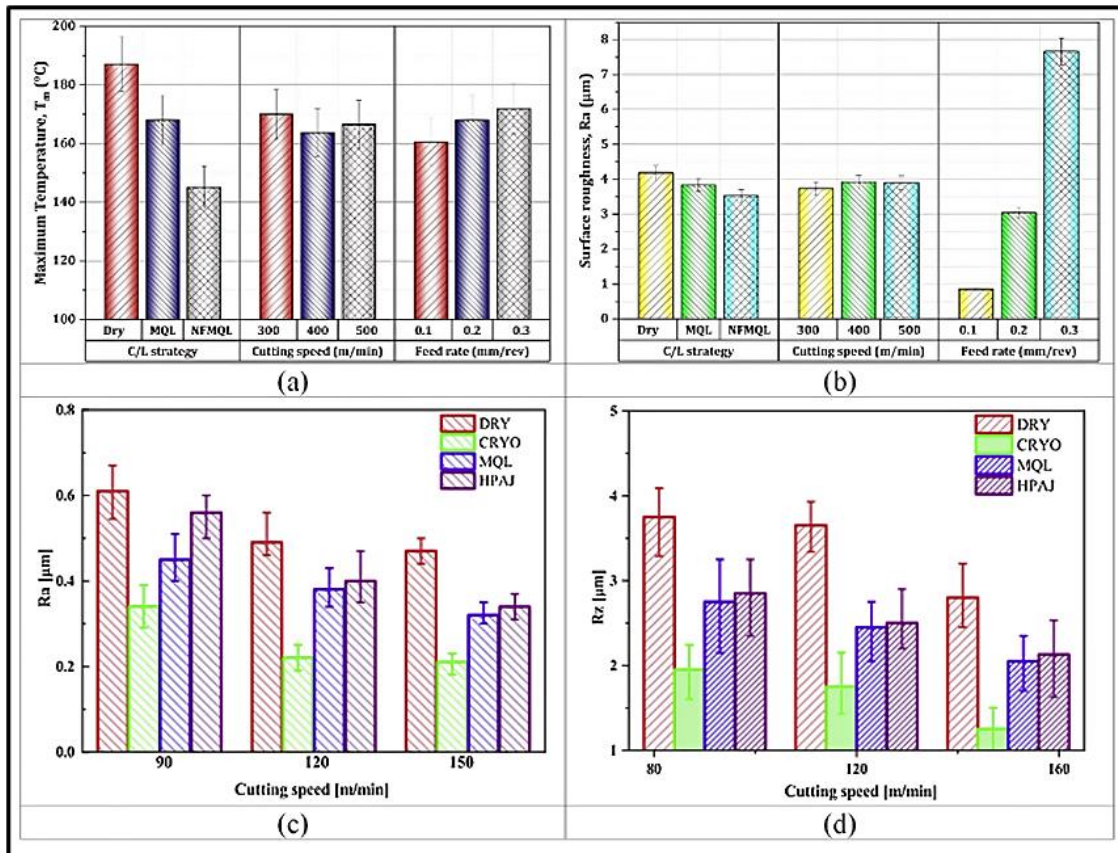 200
180
160
140
120
100
Maximum Temperature, Tm (°C)
Dry MQL NFMQL 300 400 500 0.1 0.2 0.3
C/L strategy Cutting speed (m/min) Feed rate (mm/rev)
(a)
8
7
6
5
4
3
2
1
0
Surface roughness, Ra (µm)
Dry MQL NFMQL 300 400 500 0.1 0.2 0.3
C/L strategy Cutting speed (m/min) Feed rate (mm/rev)
(b)
0.8
0.6
0.4
0.2
0.0
Ra [µm]
DRY
CRYO
MQL
HPAJ
90 120 150
Cutting speed [m/min]
(c)
5
4
3
2
1
Rz [µm]
DRY
CRYO
MQL
HPAJ
80 120 160
Cutting speed [m/min]
(d)